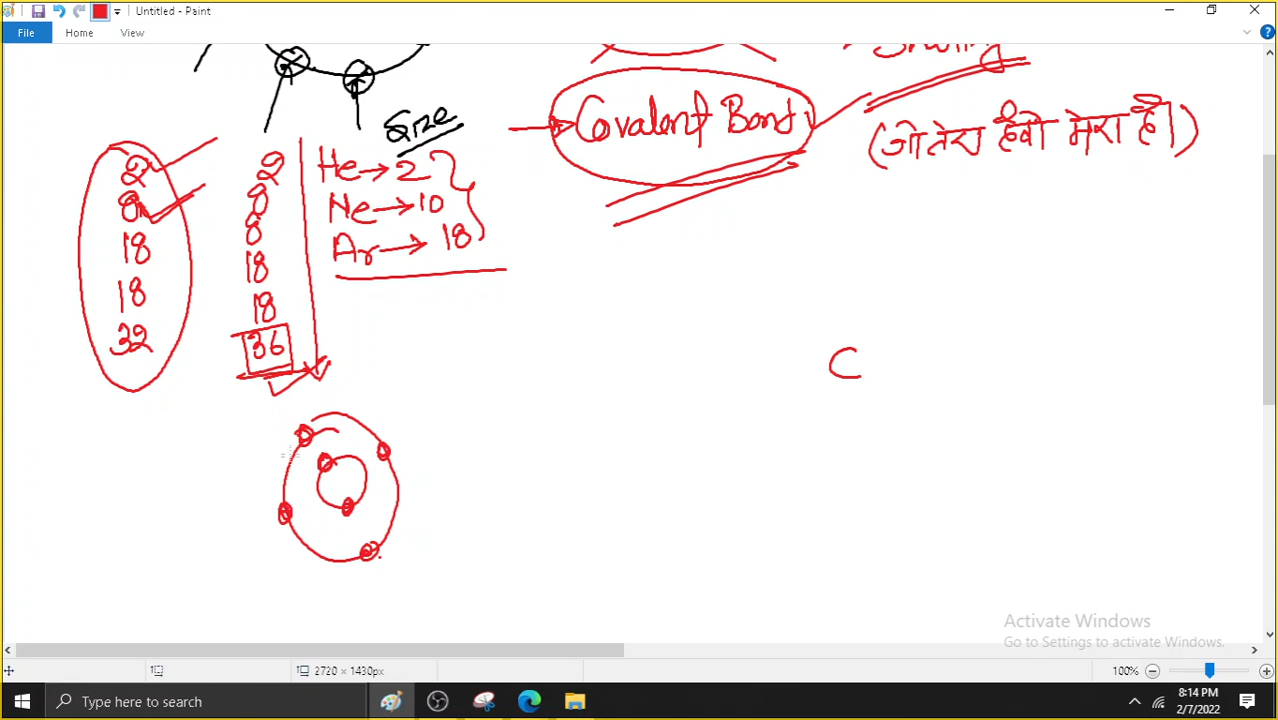 Untitled - Paint
File Home View
Sharing
Covalent Bond
(जो तेरा है वो मेरा है)
Size
2 2 He → 2
8 8 Ne → 10
18 8 Ar → 18
18 18
32 18
36
C
Activate Windows
Go to Settings to activate Windows.
2720 × 1430px 100%
Type here to search
8:14 PM
2/7/2022